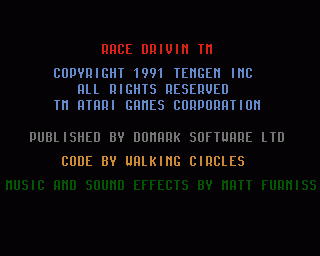 RACE DRIVIN TM
COPYRIGHT 1991 TENGEN INC
ALL RIGHTS RESERVED
TM ATARI GAMES CORPORATION
PUBLISHED BY DOMARK SOFTWARE LTD
CODE BY WALKING CIRCLES
MUSIC AND SOUND EFFECTS BY MATT FURNISS